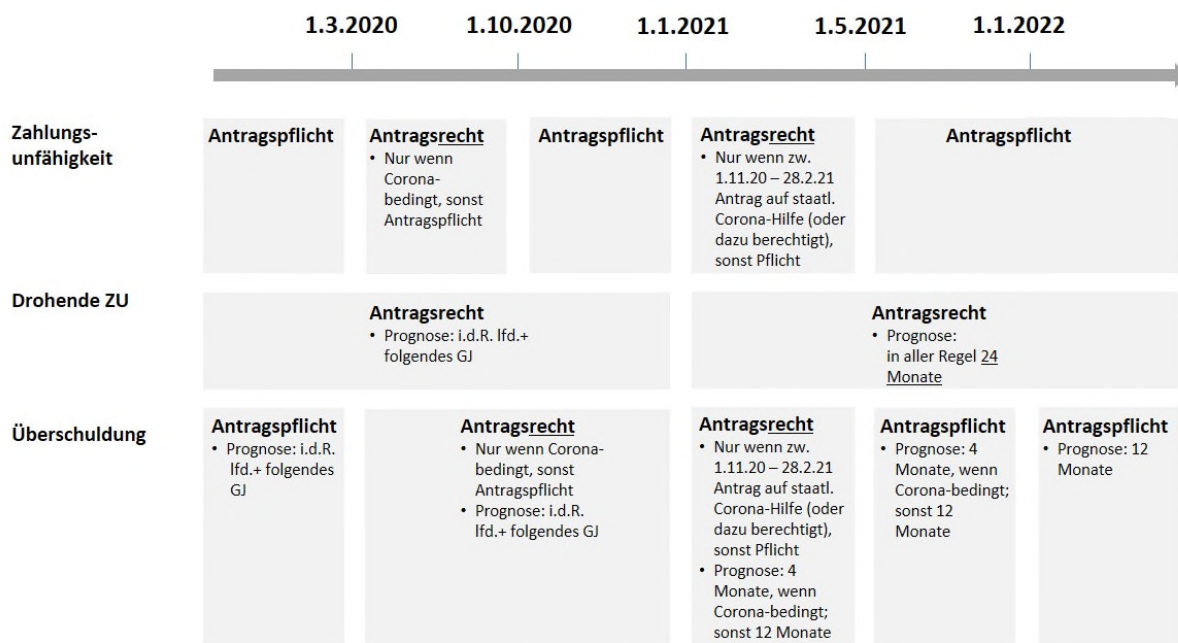 1.3.2020 1.10.2020 1.1.2021 1.5.2021 1.1.2022
Zahlungs-
unfähigkeit
Antragspflicht
Antragsrecht
• Nur wenn
Corona-
bedingt, sonst
Antragspflicht
Antragspflicht
Antragsrecht
• Nur wenn zw.
1.11.20 – 28.2.21
Antrag auf staatl.
Corona-Hilfe (oder
dazu berechtigt),
sonst Pflicht
Antragspflicht
Drohende ZU
Antragsrecht
• Prognose: i.d.R. lfd.+
folgendes GJ
Antragsrecht
• Prognose:
in aller Regel 24
Monate
Überschuldung
Antragspflicht
• Prognose: i.d.R.
lfd.+ folgendes
GJ
Antragsrecht
• Nur wenn Corona-
bedingt, sonst
Antragspflicht
• Prognose: i.d.R.
lfd.+ folgendes GJ
Antragsrecht
• Nur wenn zw.
1.11.20 – 28.2.21
Antrag auf staatl.
Corona-Hilfe (oder
dazu berechtigt),
sonst Pflicht
• Prognose: 4
Monate, wenn
Corona-bedingt;
sonst 12 Monate
Antragspflicht
• Prognose: 4
Monate, wenn
Corona-bedingt;
sonst 12
Monate
Antragspflicht
• Prognose: 12
Monate